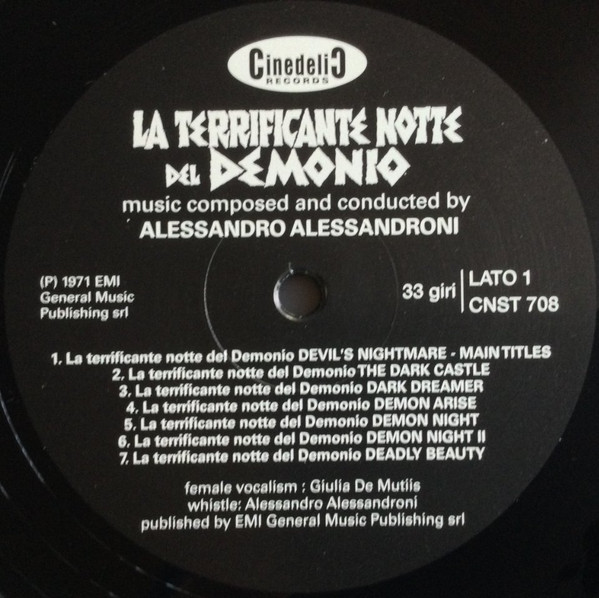 CinedeliC
RECORDS
LA TERRIFICANTE NOTTE
DEL DEMONIO
music composed and conducted by
ALESSANDRO ALESSANDRONI
(P) 1971 EMI
General Music
Publishing srl
33 giri
LATO 1
CNST 708
1. La terrificante notte del Demonio DEVIL'S NIGHTMARE - MAIN TITLES
2. La terrificante notte del Demonio THE DARK CASTLE
3. La terrificante notte del Demonio DARK DREAMER
4. La terrificante notte del Demonio DEMON ARISE
5. La terrificante notte del Demonio DEMON NIGHT
6. La terrificante notte del Demonio DEMON NIGHT II
7. La terrificante notte del Demonio DEADLY BEAUTY
female vocalism ; Giulia De Mutiis
whistle: Alessandro Alessandroni
published by EMI General Music Publishing srl